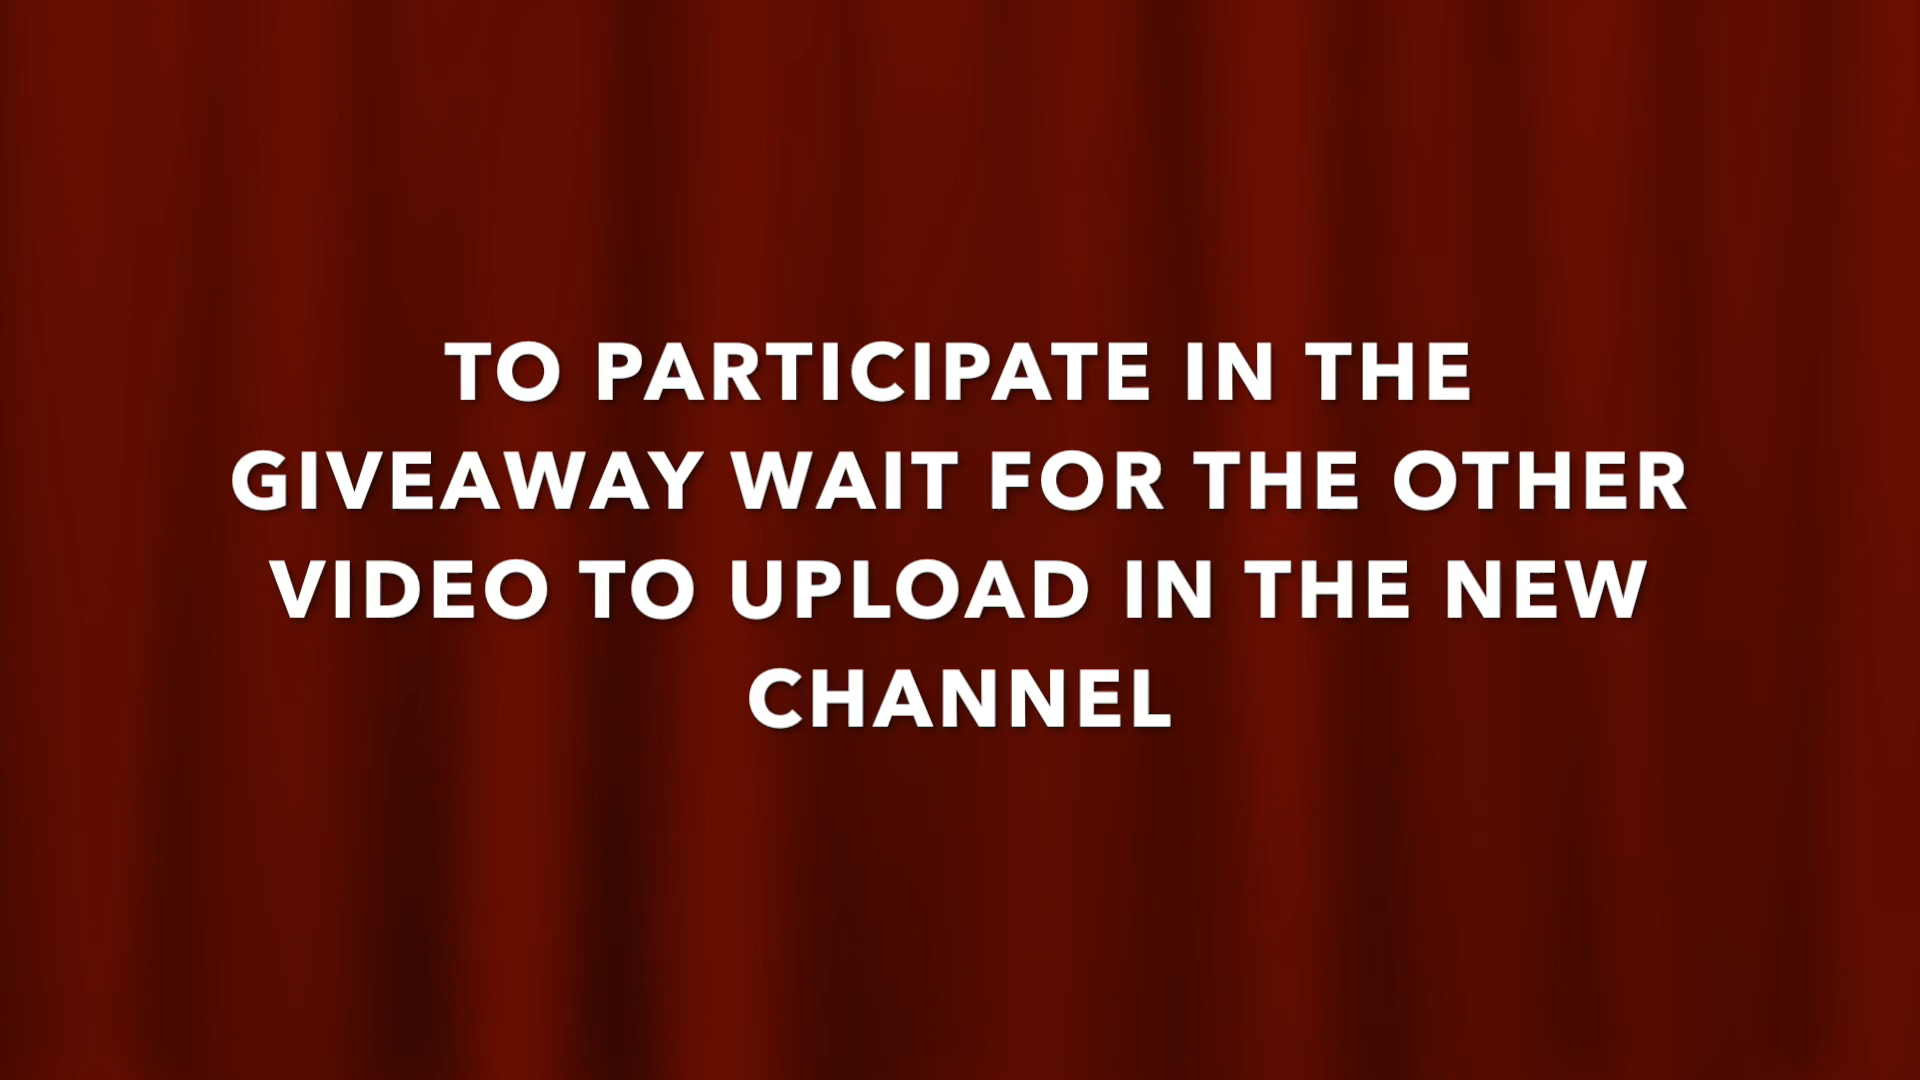 TO PARTICIPATE IN THE
GIVEAWAY WAIT FOR THE OTHER
VIDEO TO UPLOAD IN THE NEW
CHANNEL